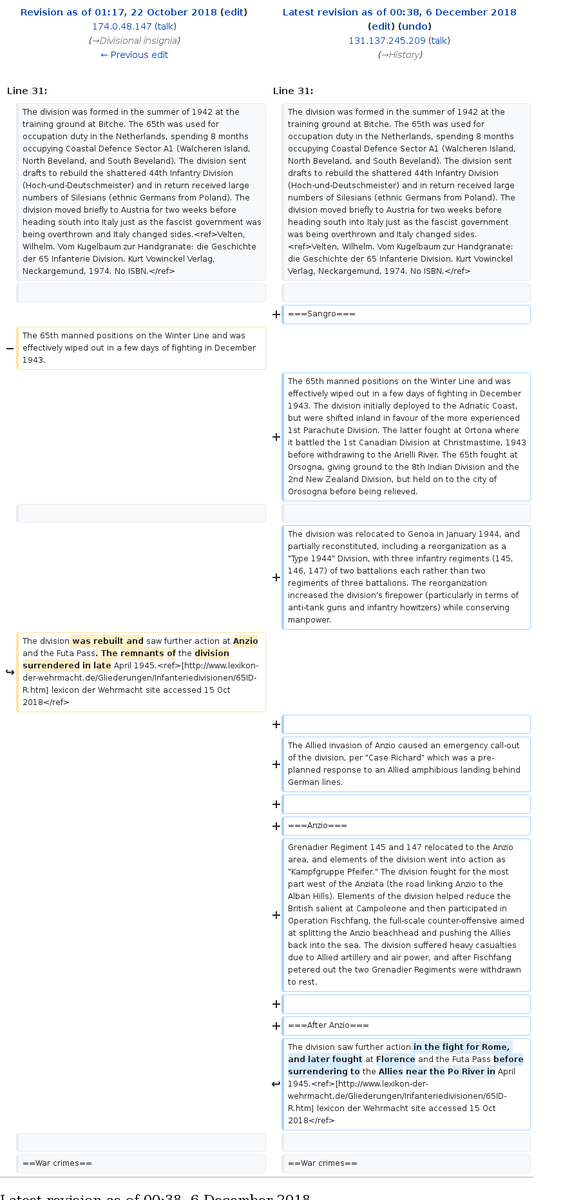 Revision as of 01:17, 22 October 2018 (edit)
174.0.48.147 (talk)
(→Divisional insignia)
← Previous edit
Latest revision as of 00:38, 6 December 2018
(edit) (undo)
131.137.245.209 (talk)
(→History)
Line 31:
Line 31:
The division was formed in the summer of 1942 at the
training ground at Bitche. The 65th was used for
occupation duty in the Netherlands, spending 8 months
occupying Coastal Defence Sector A1 (Walcheren Island,
North Beveland, and South Beveland). The division sent
drafts to rebuild the shattered 44th Infantry Division
(Hoch-und-Deutschmeister) and in return received large
numbers of Silesians (ethnic Germans from Poland). The
division moved briefly to Austria for two weeks before
heading south into Italy just as the fascist government was
being overthrown and Italy changed sides.<ref>Velten,
Wilhelm. Vom Kugelbaum zur Handgranate: die Geschichte
der 65 Infanterie Division. Kurt Vowinckel Verlag,
Neckargemund, 1974. No ISBN.</ref>
The division was formed in the summer of 1942 at the
training ground at Bitche. The 65th was used for
occupation duty in the Netherlands, spending 8 months
occupying Coastal Defence Sector A1 (Walcheren Island,
North Beveland, and South Beveland). The division sent
drafts to rebuild the shattered 44th Infantry Division
(Hoch-und-Deutschmeister) and in return received large
numbers of Silesians (ethnic Germans from Poland). The
division moved briefly to Austria for two weeks before
heading south into Italy just as the fascist government
was being overthrown and Italy changed sides.
<ref>Velten, Wilhelm. Vom Kugelbaum zur Handgranate:
die Geschichte der 65 Infanterie Division. Kurt Vowinckel
Verlag, Neckargemund, 1974. No ISBN.</ref>
+ ===Sangro===
− The 65th manned positions on the Winter Line and was
effectively wiped out in a few days of fighting in December
1943.
The 65th manned positions on the Winter Line and was
effectively wiped out in a few days of fighting in December
1943. The division initially deployed to the Adriatic Coast,
but were shifted inland in favour of the more experienced
1st Parachute Division. The latter fought at Ortona where
+ it battled the 1st Canadian Division at Christmastime, 1943
before withdrawing to the Arielli River. The 65th fought at
Orsogna, giving ground to the 8th Indian Division and the
2nd New Zealand Division, but held on to the city of
Orosogna before being relieved.
The division was relocated to Genoa in January 1944, and
partially reconstituted, including a reorganization as a
"Type 1944" Division, with three infantry regiments (145,
146, 147) of two battalions each rather than two
+ regiments of three battalions. The reorganization
increased the division's firepower (particularly in terms of
anti-tank guns and infantry howitzers) while conserving
manpower.
The division was rebuilt and saw further action at Anzio
and the Futa Pass. The remnants of the division
surrendered in late April 1945.<ref>[http://www.lexikon-
↪ der-wehrmacht.de/Gliederungen/Infanteriedivisionen/65ID-
R.htm] lexicon der Wehrmacht site accessed 15 Oct
2018</ref>
+
The Allied invasion of Anzio caused an emergency call-out
+ of the division, per "Case Richard" which was a pre-
planned response to an Allied amphibious landing behind
German lines.
+
+ ===Anzio===
Grenadier Regiment 145 and 147 relocated to the Anzio
area, and elements of the division went into action as
"Kampfgruppe Pfeifer." The division fought for the most
part west of the Anziata (the road linking Anzio to the
Alban Hills). Elements of the division helped reduce the
+ British salient at Campoleone and then participated in
Operation Fischfang, the full-scale counter-offensive aimed
at splitting the Anzio beachhead and pushing the Allies
back into the sea. The division suffered heavy casualties
due to Allied artillery and air power, and after Fischfang
petered out the two Grenadier Regiments were withdrawn
to rest.
+
+ ===After Anzio===
The division saw further action in the fight for Rome,
and later fought at Florence and the Futa Pass before
surrendering to the Allies near the Po River in April
↩ 1945.<ref>[http://www.lexikon-der-
wehrmacht.de/Gliederungen/Infanteriedivisionen/65ID-
R.htm] lexicon der Wehrmacht site accessed 15 Oct
2018</ref>
==War crimes==
==War crimes==
Latest revision as of 00:38, 6 December 2018